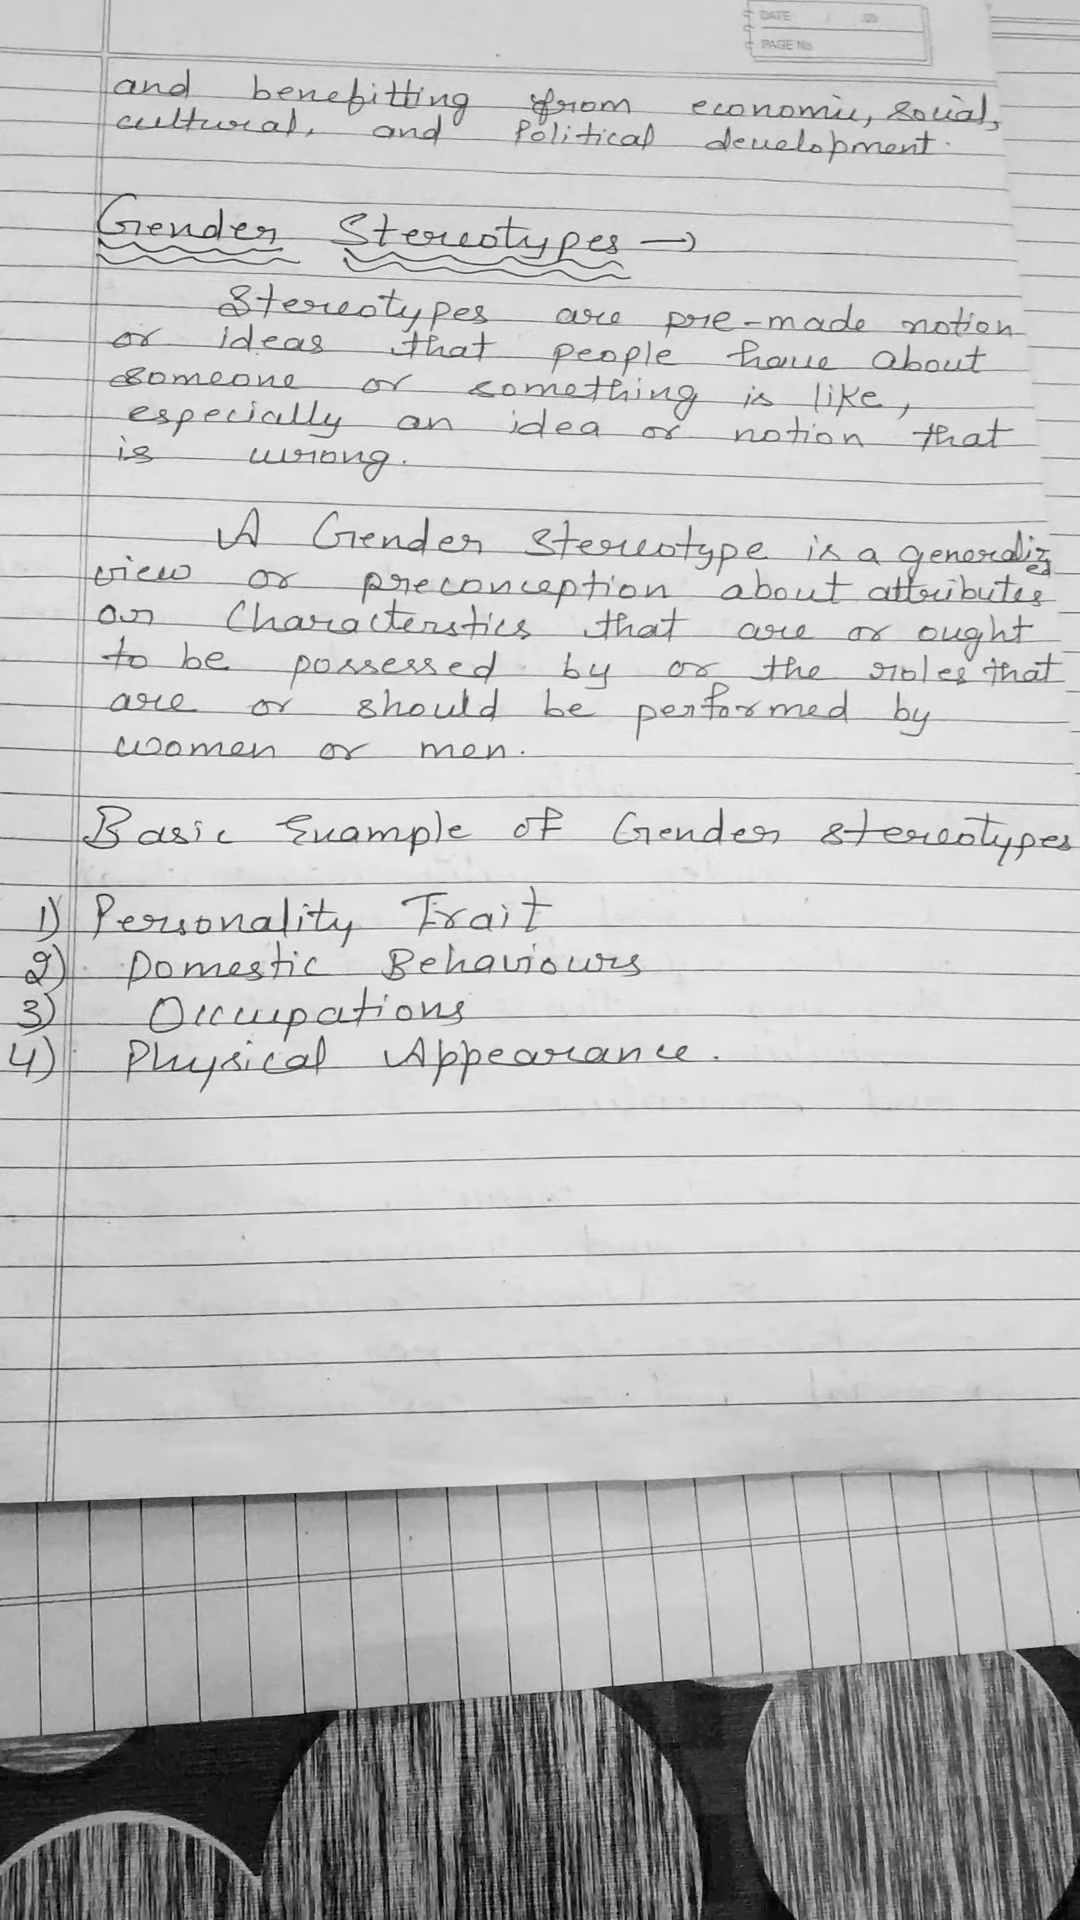 DATE
PAGE No
and benefitting from economic, social,
cultural, and Political development.
Gender Stereotypes →
Stereotypes are pre-made notion
or ideas that people have about
someone or something is like,
especially an idea or notion that
is wrong.
A Gender Stereotype is a generalized
view or preconception about attributes
or Characterstics that are or ought
to be possessed by or the roles that
are or should be performed by
women or men.
Basic Example of Gender stereotypes
1) Personality Trait
2) Domestic Behaviours
3) Occupations
4) Physical Appearance.